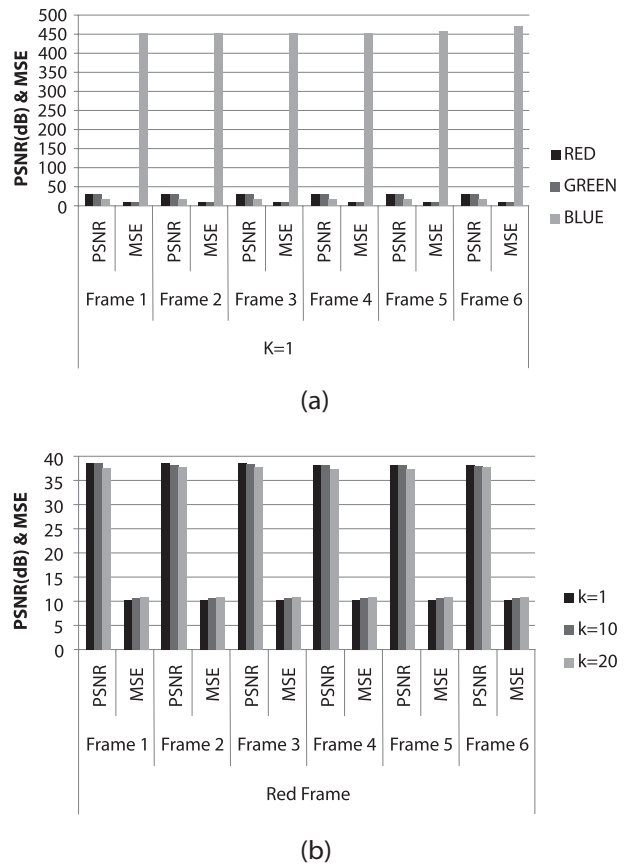 PSNR(dB) & MSE
500
450
400
350
300
250
200
150
100
50
0
PSNR MSE PSNR MSE PSNR MSE PSNR MSE PSNR MSE PSNR MSE
Frame 1 Frame 2 Frame 3 Frame 4 Frame 5 Frame 6
K=1
RED
GREEN
BLUE
(a)
PSNR(dB) & MSE
40
35
30
25
20
15
10
5
0
PSNR MSE PSNR MSE PSNR MSE PSNR MSE PSNR MSE PSNR MSE
Frame 1 Frame 2 Frame 3 Frame 4 Frame 5 Frame 6
Red Frame
k=1
k=10
k=20
(b)